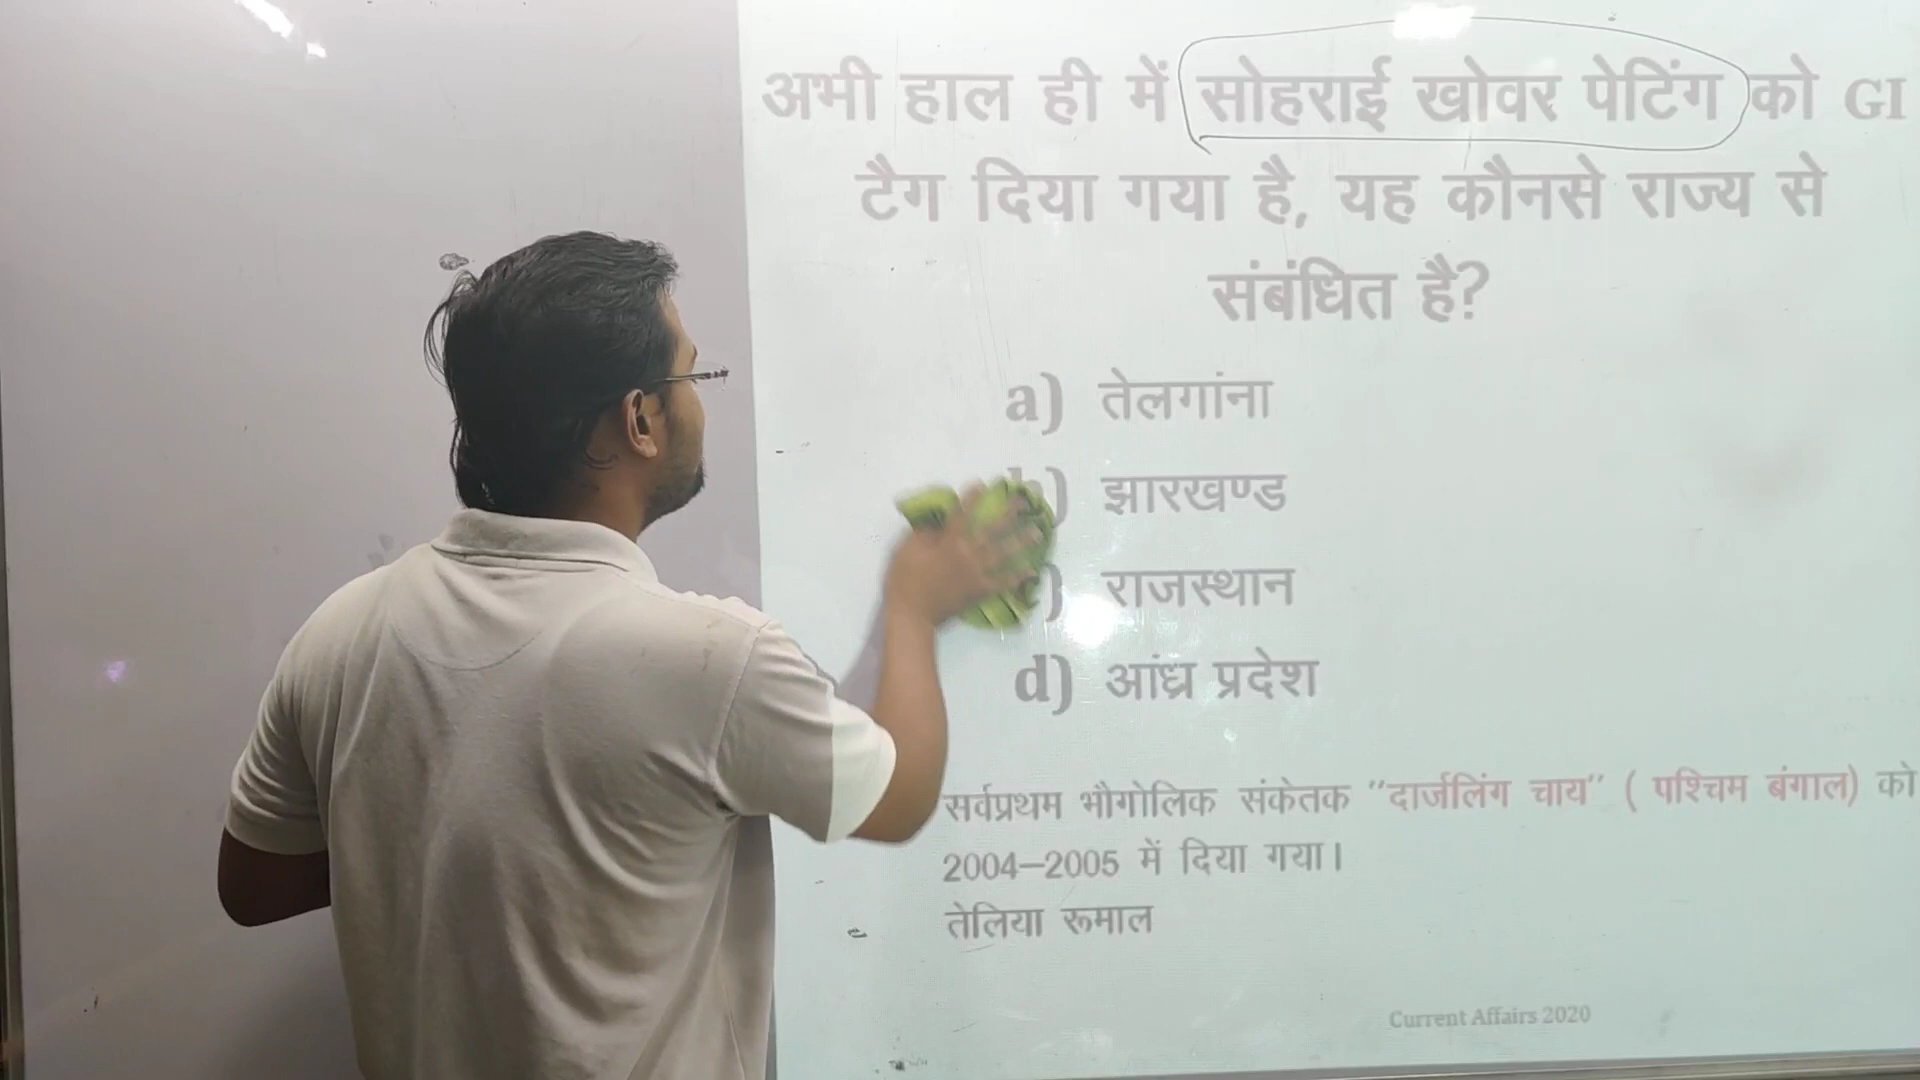 अभी हाल ही में सोहराई खोवर पेटिंग को GI
टैग दिया गया है, यह कौनसे राज्य से
संबंधित है?
a) तेलगांना
b) झारखण्ड
c) राजस्थान
d) आंध्र प्रदेश
सर्वप्रथम भौगोलिक संकेतक "दार्जलिंग चाय" ( पश्चिम बंगाल) को
2004–2005 में दिया गया।
तेलिया रूमाल
Current Affairs 2020